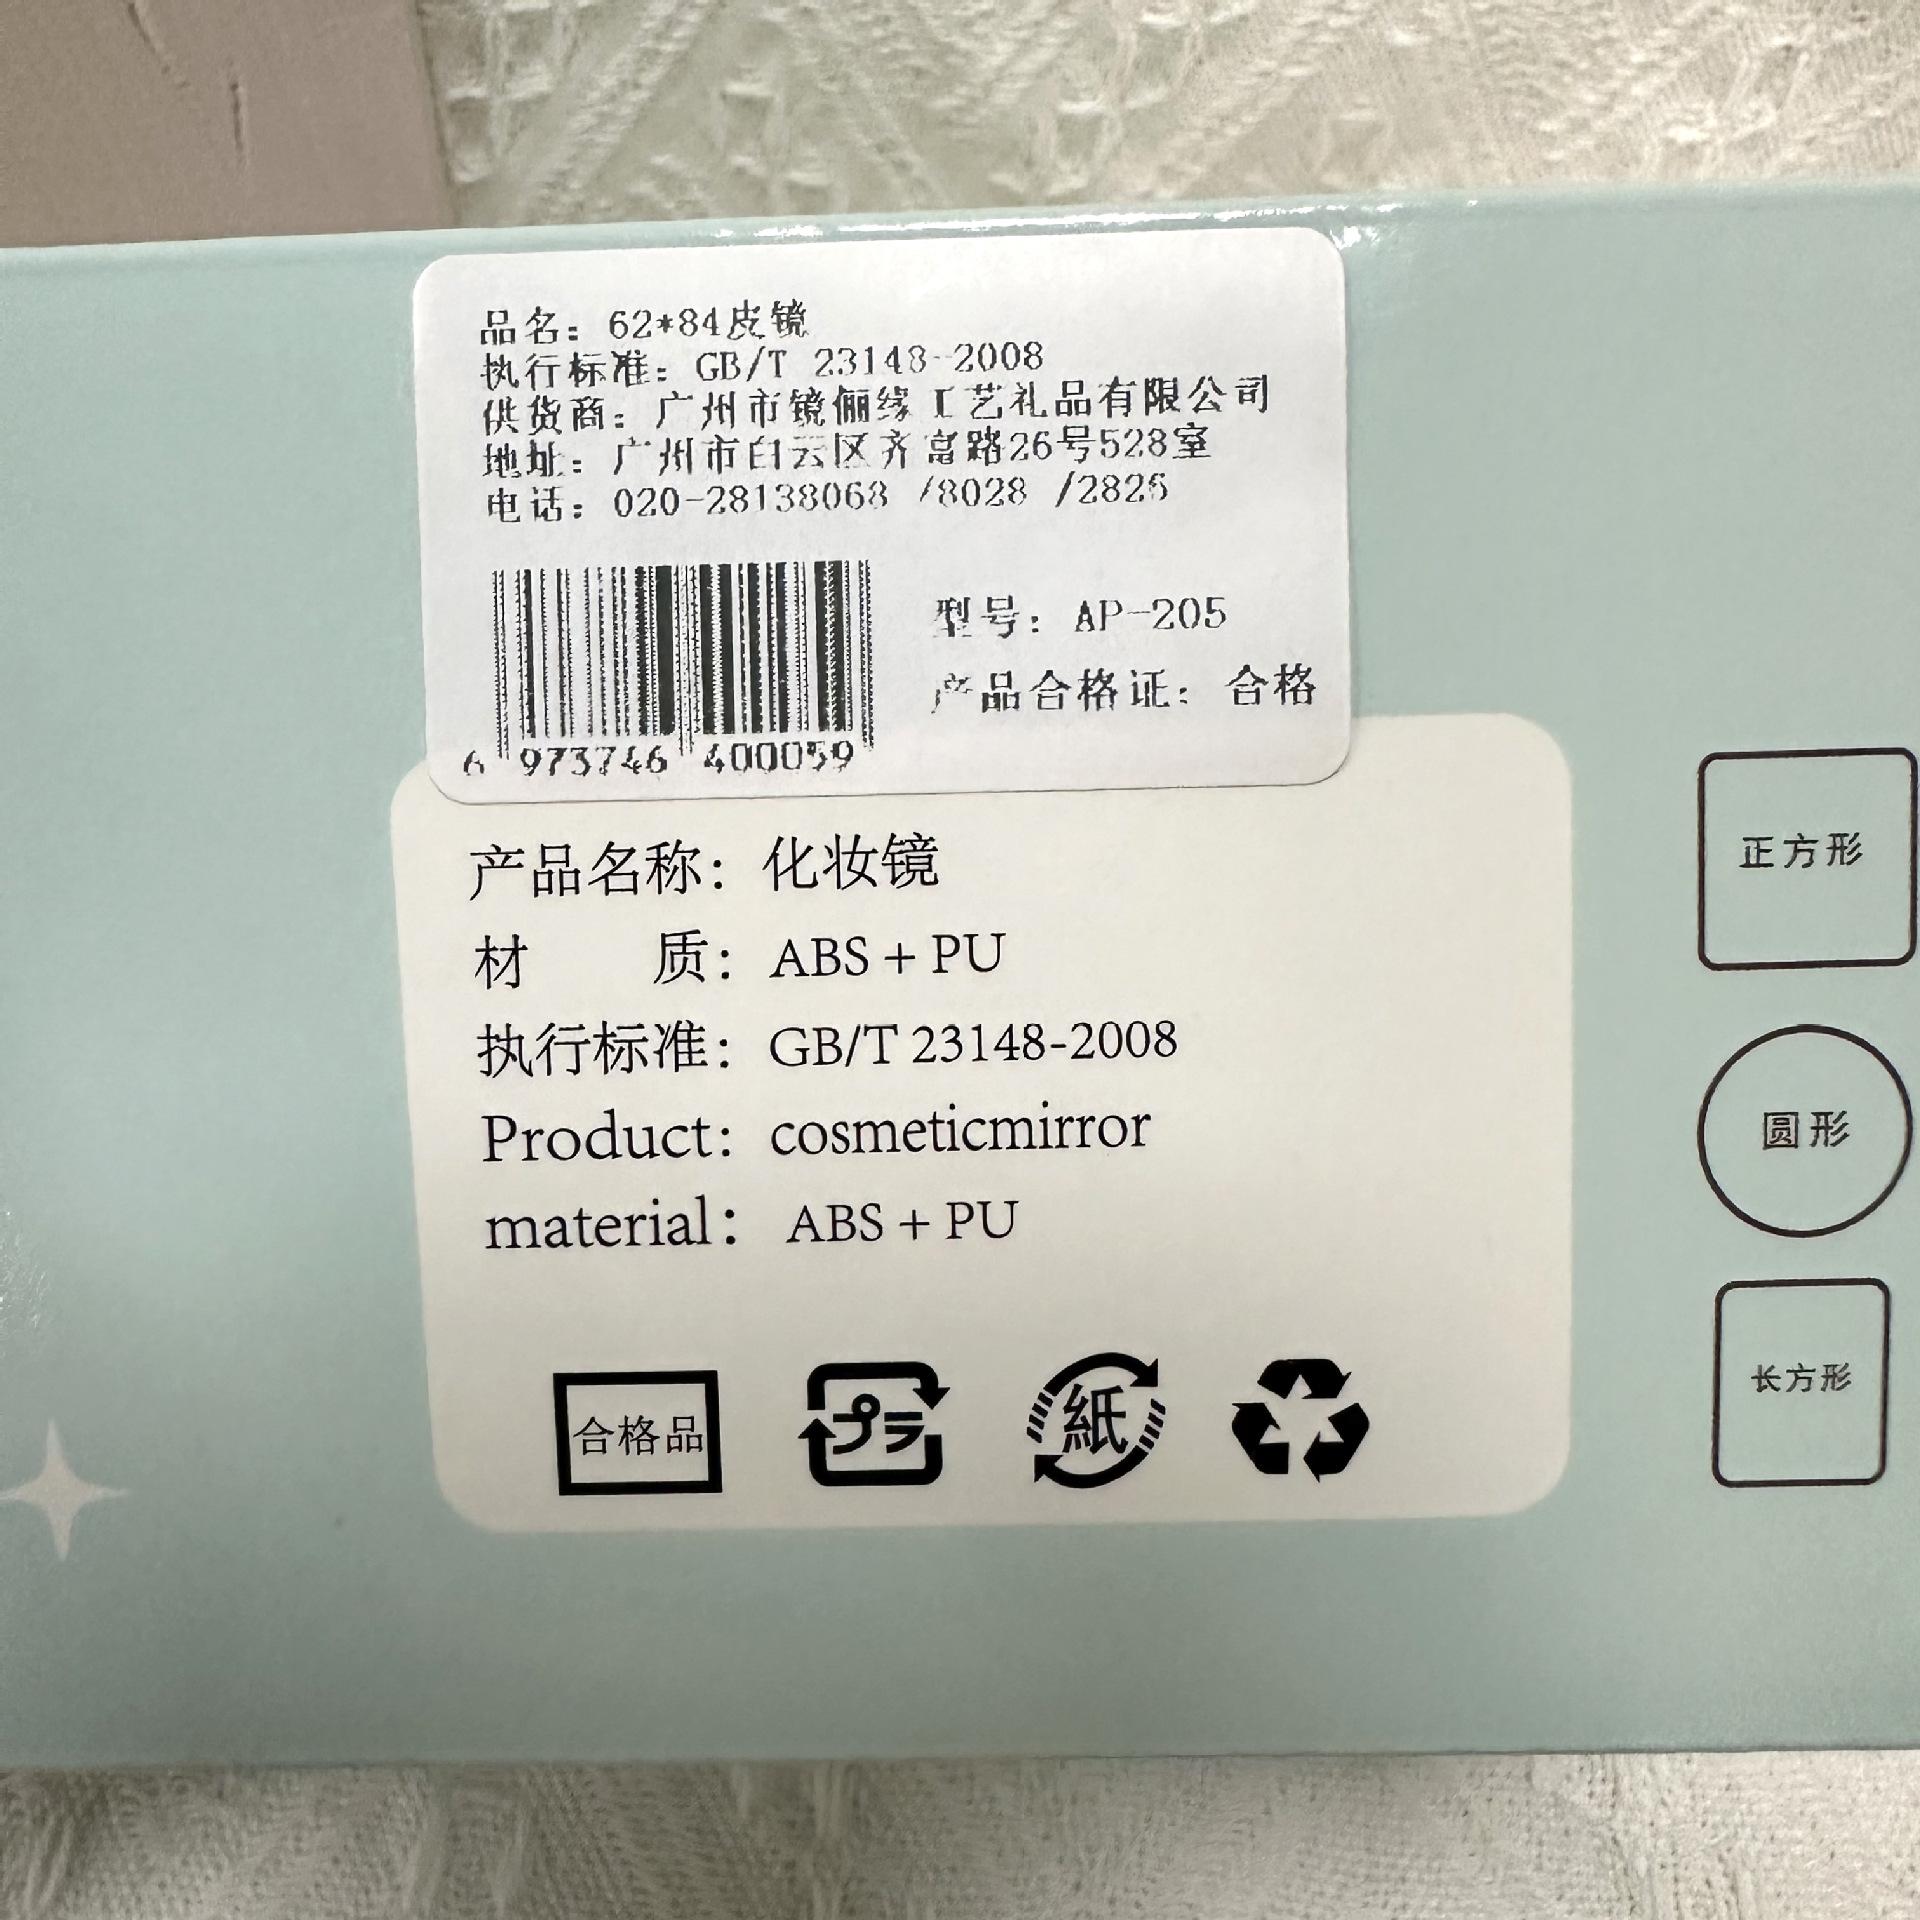 品名：62*84皮镜
执行标准：GB/T 23148-2008
供货商：广州市镜俪缘工艺礼品有限公司
地址：广州市白云区齐富路26号528室
电话：020-28138068 /8028 /2826
型号：AP-205
产品合格证：合格
6 973746 400059
产品名称：化妆镜
材 质：ABS + PU
执行标准：GB/T 23148-2008
Product：cosmeticmirror
material： ABS + PU
合格品
プラ
紙
正方形
圆形
长方形